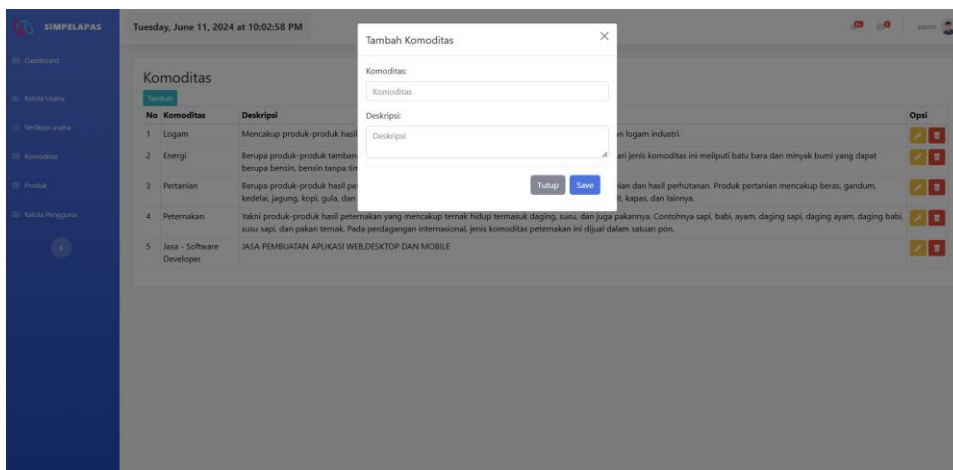 SIMPELAPAS
Tuesday, June 11, 2024 at 10:02:58 PM
admin
Dashboard
Kelola Usaha
Verifikasi usaha
Komoditas
Produk
Kelola Pengguna
Komoditas
Tambah
No Komoditas Deskripsi Opsi
1 Logam Mencakup produk-produk hasil n logam industri.
2 Energi Berupa produk-produk tamban ari jenis komoditas ini meliputi batu bara dan minyak bumi yang dapat
berupa bensin, bensin tanpa tim
3 Pertanian Berupa produk-produk hasil pe ian dan hasil perhutanan. Produk pertanian mencakup beras, gandum,
kedelai, jagung, kopi, gula, dan it, kapas, dan lainnya.
4 Peternakan Yakni produk-produk hasil peternakan yang mencakup ternak hidup termasuk daging, susu, dan juga pakannya. Contohnya sapi, babi, ayam, daging sapi, daging ayam, daging babi,
susu sapi, dan pakan ternak. Pada perdagangan internasional, jenis komoditas peternakan ini dijual dalam satuan pon.
5 Jasa - Software JASA PEMBUATAN APLIKASI WEB,DESKTOP DAN MOBILE
Developer
Tambah Komoditas
Komoditas:
Komoditas
Deskripsi:
Deskripsi
Tutup Save